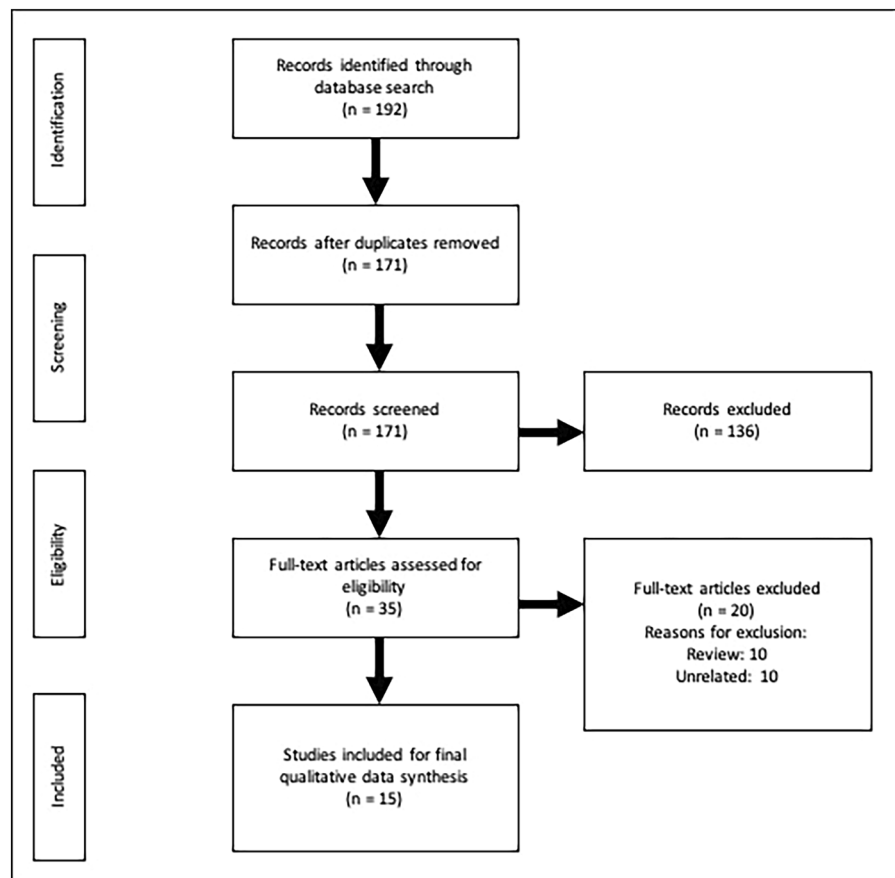 Identification
Records identified through
database search
(n = 192)
Records after duplicates removed
(n = 171)
Screening
Records screened
(n = 171)
Records excluded
(n = 136)
Eligibility
Full-text articles assessed for
eligibility
(n = 35)
Full-text articles excluded
(n = 20)
Reasons for exclusion:
Review: 10
Unrelated: 10
Included
Studies included for final
qualitative data synthesis
(n = 15)